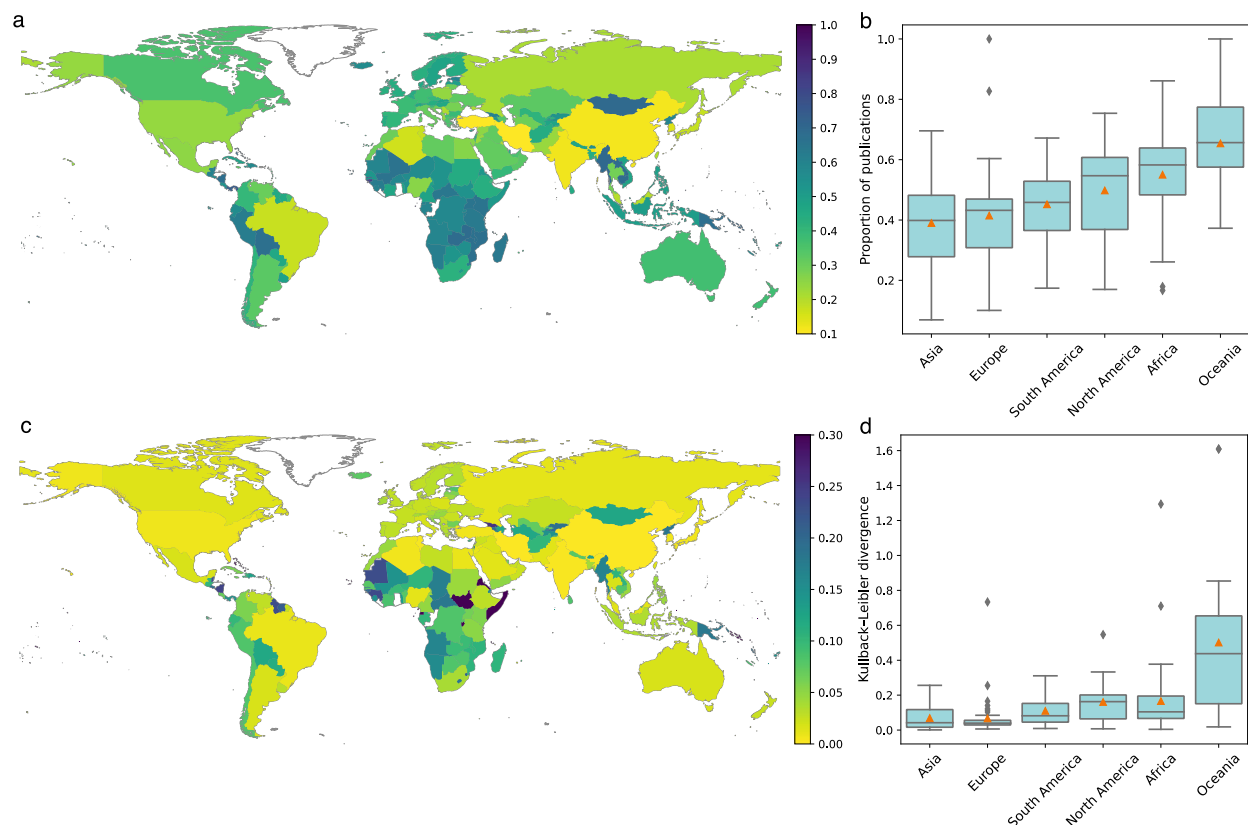 a
1.0
0.9
0.8
0.7
0.6
0.5
0.4
0.3
0.2
0.1
b
Proportion of publications
1.0
0.8
0.6
0.4
0.2
Asia
Europe
South America
North America
Africa
Oceania
c
0.30
0.25
0.20
0.15
0.10
0.05
0.00
d
Kullback–Leibler divergence
1.6
1.4
1.2
1.0
0.8
0.6
0.4
0.2
0.0
Asia
Europe
South America
North America
Africa
Oceania